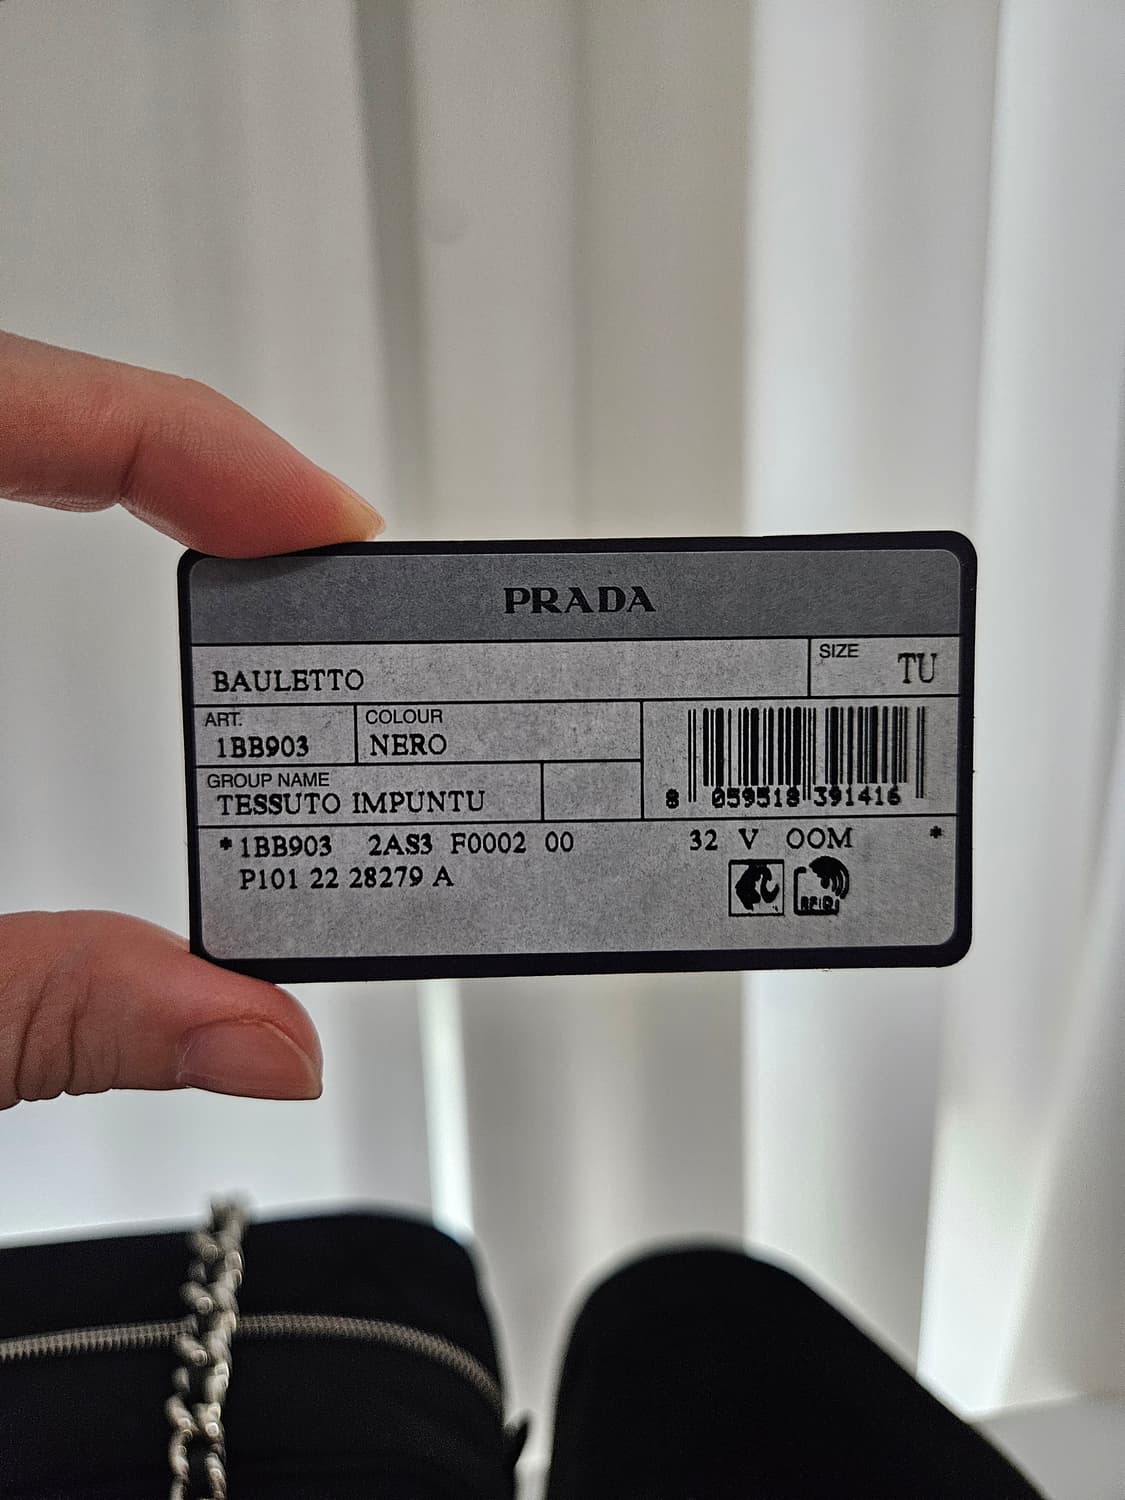 PRADA
BAULETTO
SIZE TU
ART. 1BB903
COLOUR NERO
GROUP NAME
TESSUTO IMPUNTU
8 059518 391416
*1BB903 2AS3 F0002 00 32 V OOM *
P101 22 28279 A
RFID